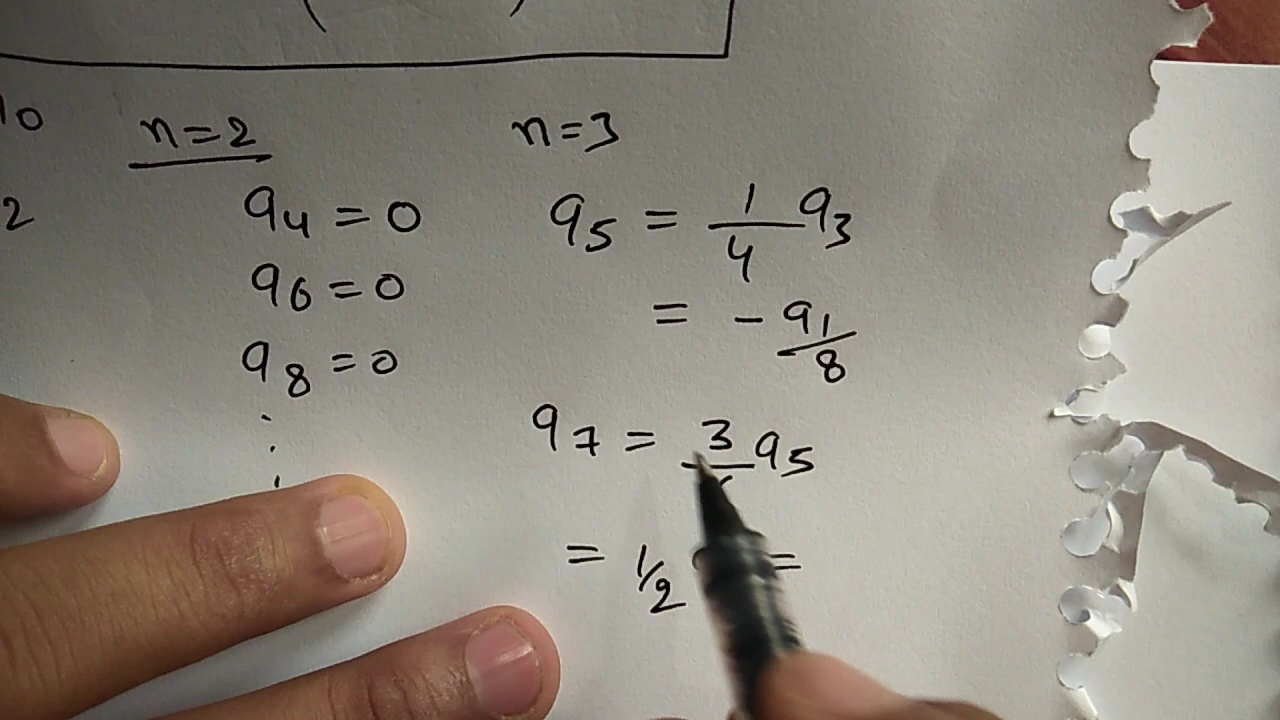 10
2
n=2
a4 = 0
a6 = 0
a8 = 0
n=3
a5 = 1/4 a3
= - a1/8
a7 = 3/ a5
= 1/2 =